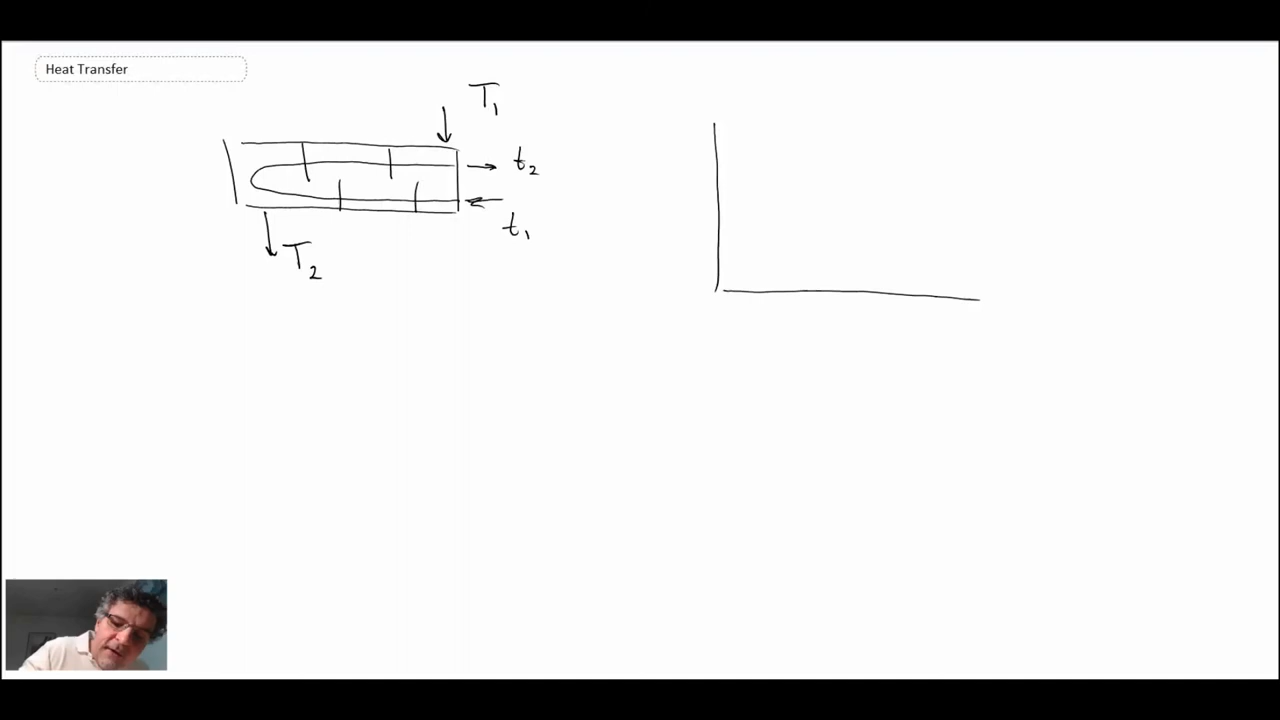 Heat Transfer
T₁
t₂
t₁
T₂